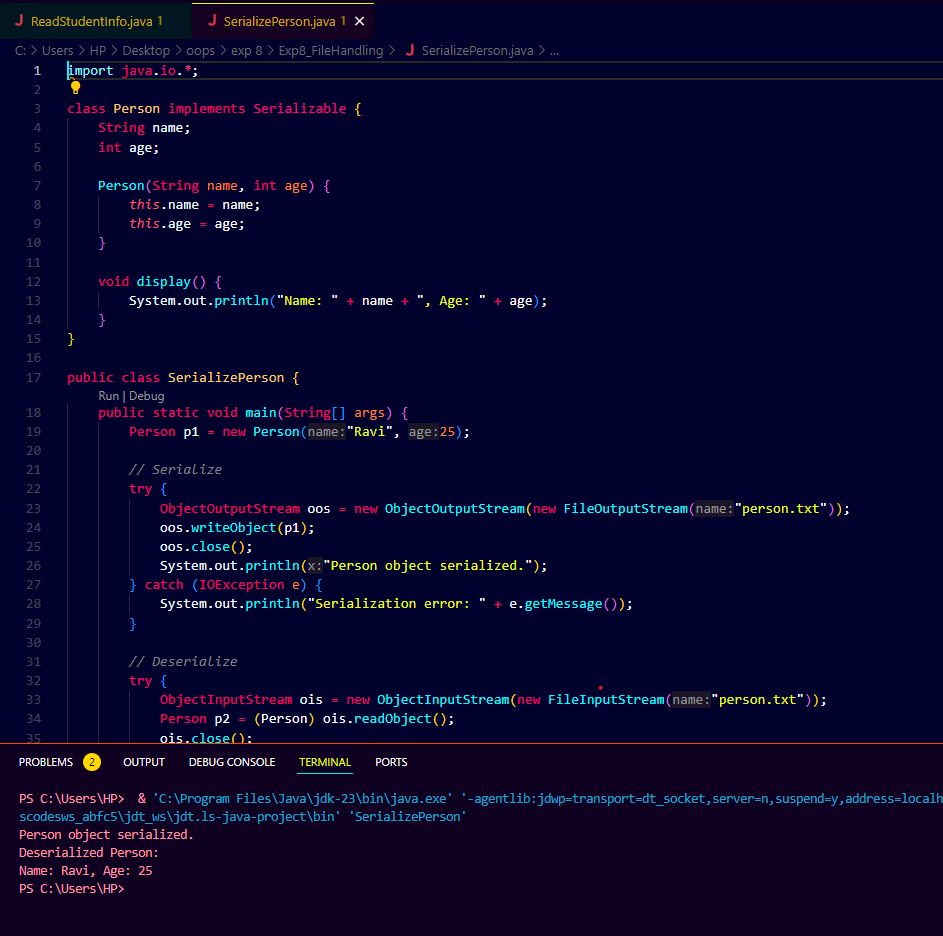 J ReadStudentInfo.java 1 J SerializePerson.java 1 ×
C: > Users > HP > Desktop > oops > exp 8 > Exp8_FileHandling > J SerializePerson.java > ...
1 import java.io.*;
2
3 class Person implements Serializable {
4 String name;
5 int age;
6
7 Person(String name, int age) {
8 this.name = name;
9 this.age = age;
10 }
11
12 void display() {
13 System.out.println("Name: " + name + ", Age: " + age);
14 }
15 }
16
17 public class SerializePerson {
Run | Debug
18 public static void main(String[] args) {
19 Person p1 = new Person(name:"Ravi", age:25);
20
21 // Serialize
22 try {
23 ObjectOutputStream oos = new ObjectOutputStream(new FileOutputStream(name:"person.txt"));
24 oos.writeObject(p1);
25 oos.close();
26 System.out.println(x:"Person object serialized.");
27 } catch (IOException e) {
28 System.out.println("Serialization error: " + e.getMessage());
29 }
30
31 // Deserialize
32 try {
33 ObjectInputStream ois = new ObjectInputStream(new FileInputStream(name:"person.txt"));
34 Person p2 = (Person) ois.readObject();
35 ois.close();
PROBLEMS 2 OUTPUT DEBUG CONSOLE TERMINAL PORTS
PS C:\Users\HP> & 'C:\Program Files\Java\jdk-23\bin\java.exe' '-agentlib:jdwp=transport=dt_socket,server=n,suspend=y,address=localh
scodesws_abfc5\jdt_ws\jdt.ls-java-project\bin' 'SerializePerson'
Person object serialized.
Deserialized Person:
Name: Ravi, Age: 25
PS C:\Users\HP>